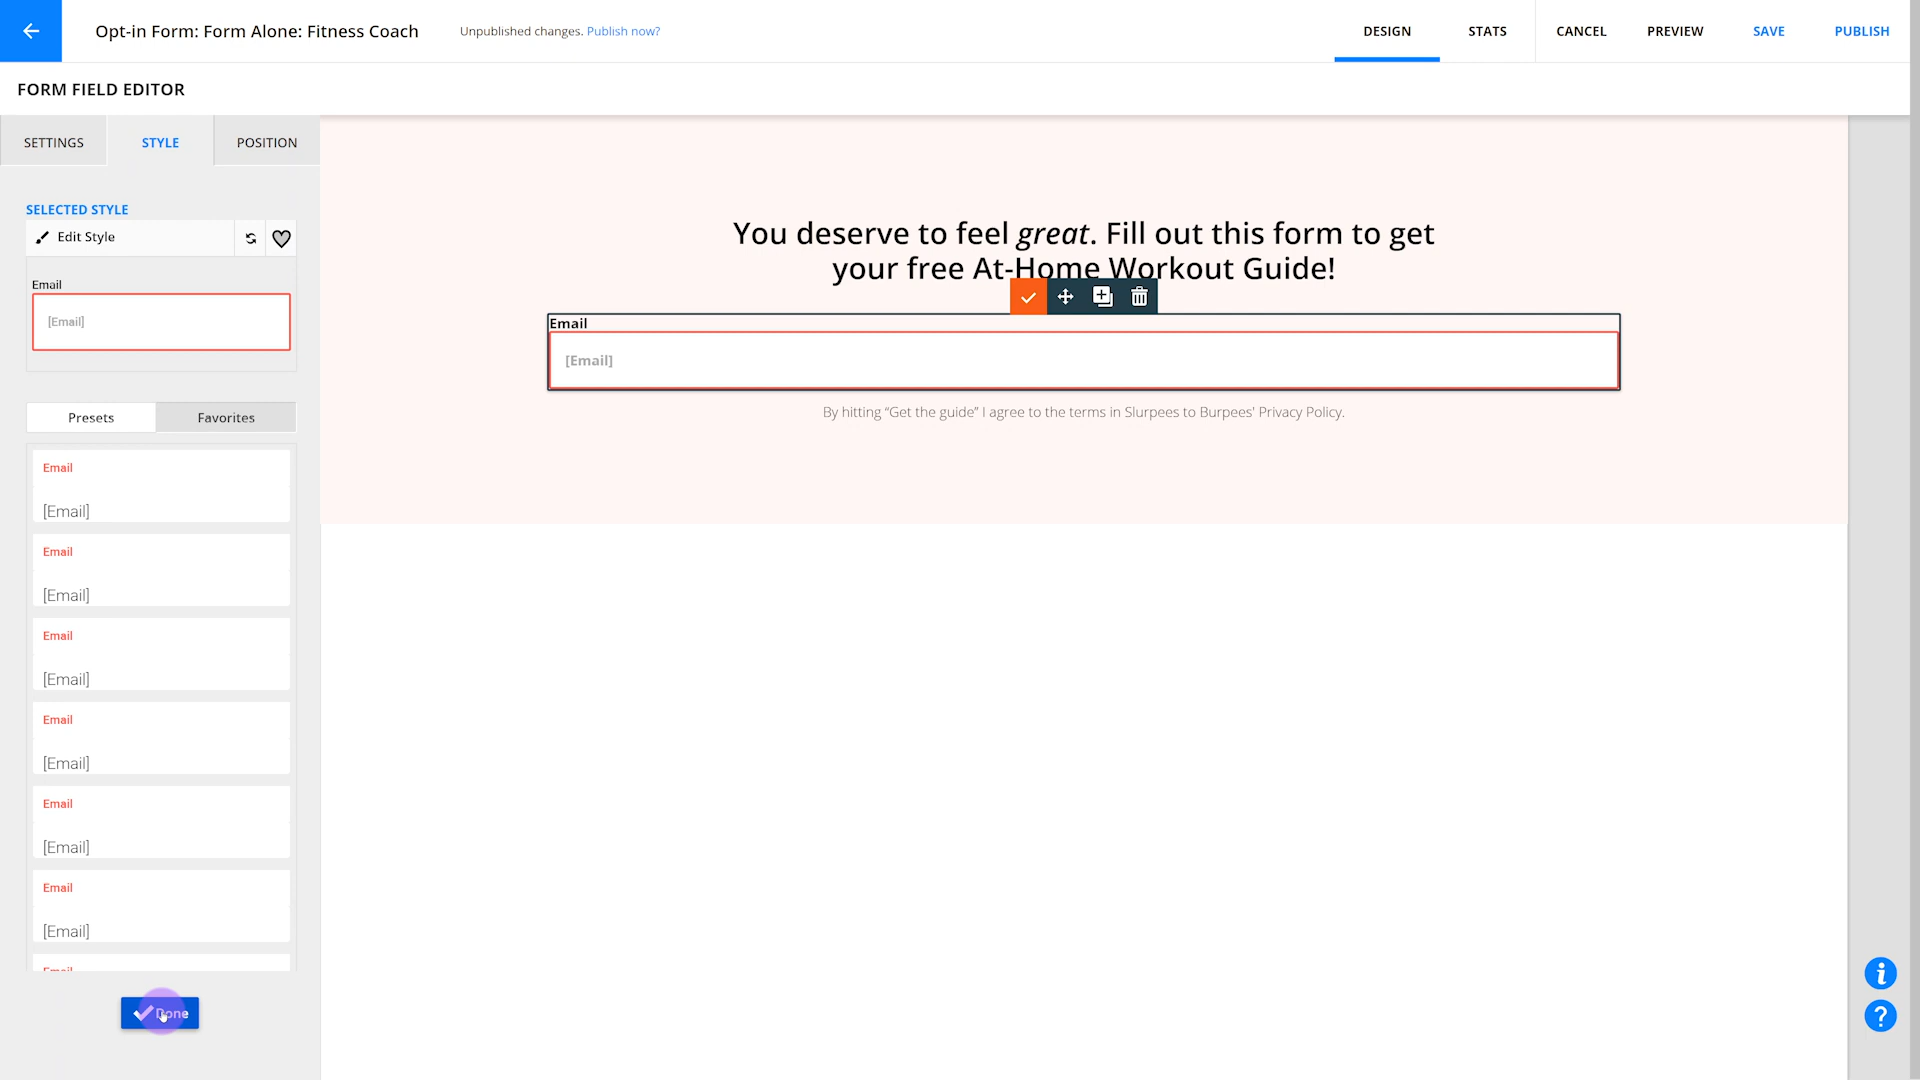 Opt-in Form: Form Alone: Fitness Coach
Unpublished changes. Publish now?
DESIGN
STATS
CANCEL
PREVIEW
SAVE
PUBLISH
FORM FIELD EDITOR
SETTINGS
STYLE
POSITION
SELECTED STYLE
Edit Style
Email
[Email]
Presets
Favorites
Email
[Email]
Email
[Email]
Email
[Email]
Email
[Email]
Email
[Email]
Email
[Email]
Email
Done
You deserve to feel great. Fill out this form to get
your free At-Home Workout Guide!
Email
[Email]
By hitting “Get the guide” I agree to the terms in Slurpees to Burpees' Privacy Policy.